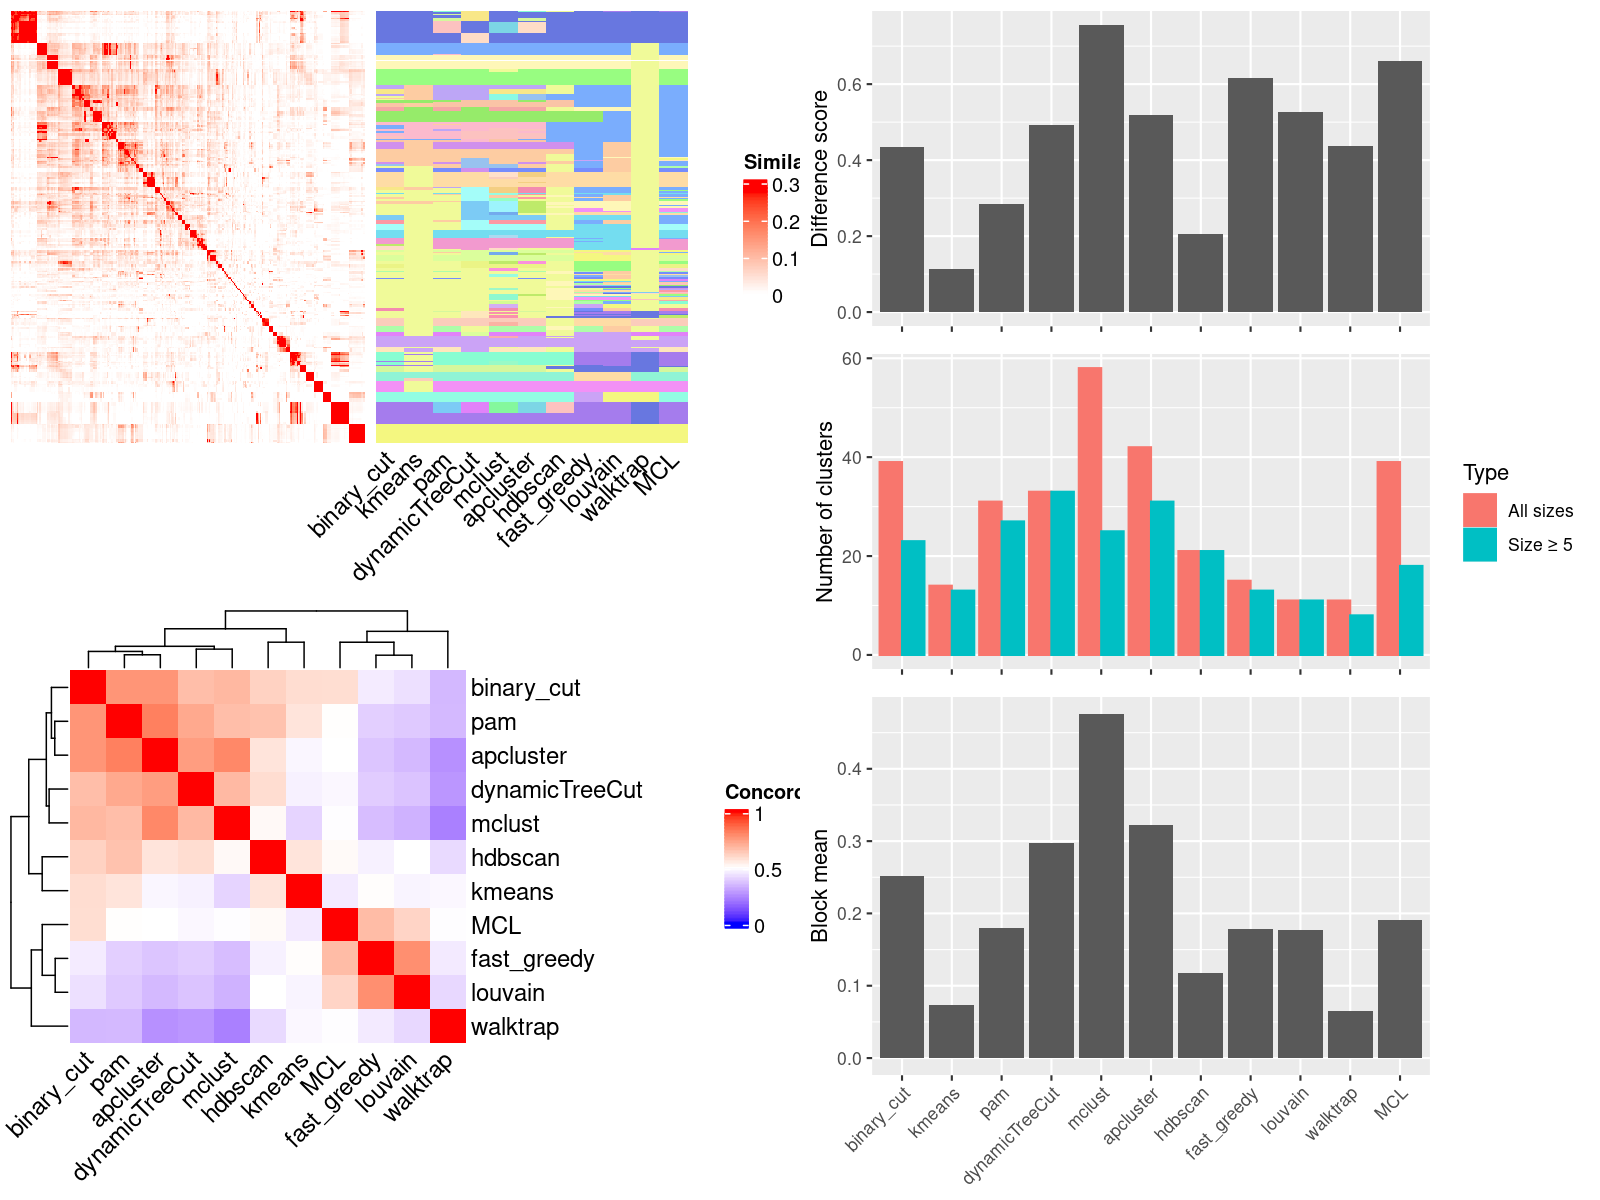 Simila
0.3
0.2
0.1
0
binary_cut
kmeans
pam
dynamicTreeCut
mclust
apcluster
hdbscan
fast_greedy
louvain
walktrap
MCL
binary_cut
pam
apcluster
dynamicTreeCut
mclust
hdbscan
kmeans
MCL
fast_greedy
louvain
walktrap
Concord
1
0.5
0
binary_cut
pam
apcluster
dynamicTreeCut
mclust
hdbscan
kmeans
MCL
fast_greedy
louvain
walktrap
Difference score
0.6
0.4
0.2
0.0
Number of clusters
60
40
20
0
Type
All sizes
Size ≥ 5
Block mean
0.4
0.3
0.2
0.1
0.0
binary_cut
kmeans
pam
dynamicTreeCut
mclust
apcluster
hdbscan
fast_greedy
louvain
walktrap
MCL